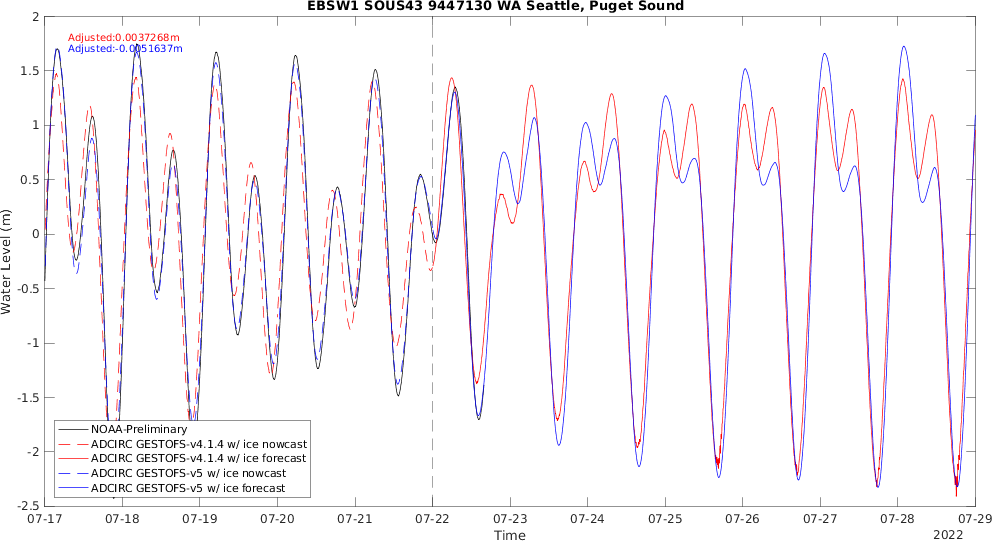 EBSW1 SOUS43 9447130 WA Seattle, Puget Sound
Adjusted:0.0037268m
Adjusted:-0.0051637m
2
1.5
1
0.5
0
-0.5
-1
-1.5
-2
-2.5
Water Level (m)
NOAA-Preliminary
ADCIRC GESTOFS-v4.1.4 w/ ice nowcast
ADCIRC GESTOFS-v4.1.4 w/ ice forecast
ADCIRC GESTOFS-v5 w/ ice nowcast
ADCIRC GESTOFS-v5 w/ ice forecast
07-17 07-18 07-19 07-20 07-21 07-22 07-23 07-24 07-25 07-26 07-27 07-28 07-29
Time
2022